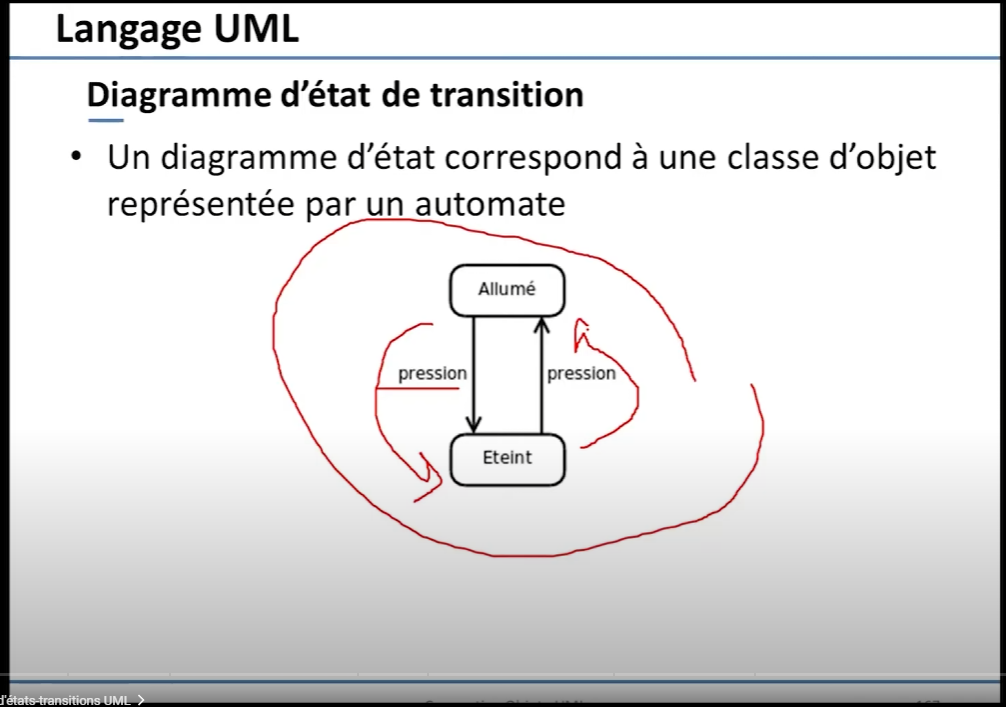 Langage UML
Diagramme d'état de transition
• Un diagramme d'état correspond à une classe d'objet
représentée par un automate
Allumé
pression
pression
Eteint
d'états-transitions UML >